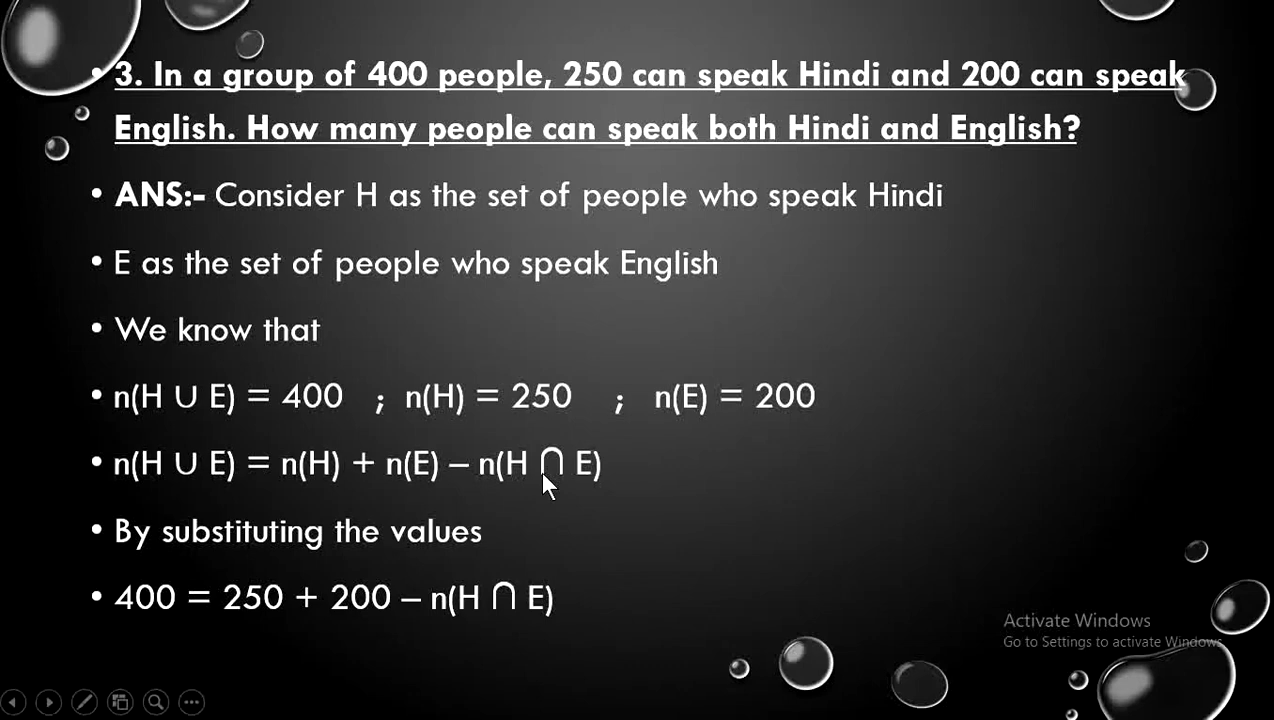 • 3. In a group of 400 people, 250 can speak Hindi and 200 can speak
English. How many people can speak both Hindi and English?
• ANS:- Consider H as the set of people who speak Hindi
• E as the set of people who speak English
• We know that
• n(H ∪ E) = 400 ; n(H) = 250 ; n(E) = 200
• n(H ∪ E) = n(H) + n(E) – n(H ∩ E)
• By substituting the values
• 400 = 250 + 200 – n(H ∩ E)
Activate Windows
Go to Settings to activate Windows.